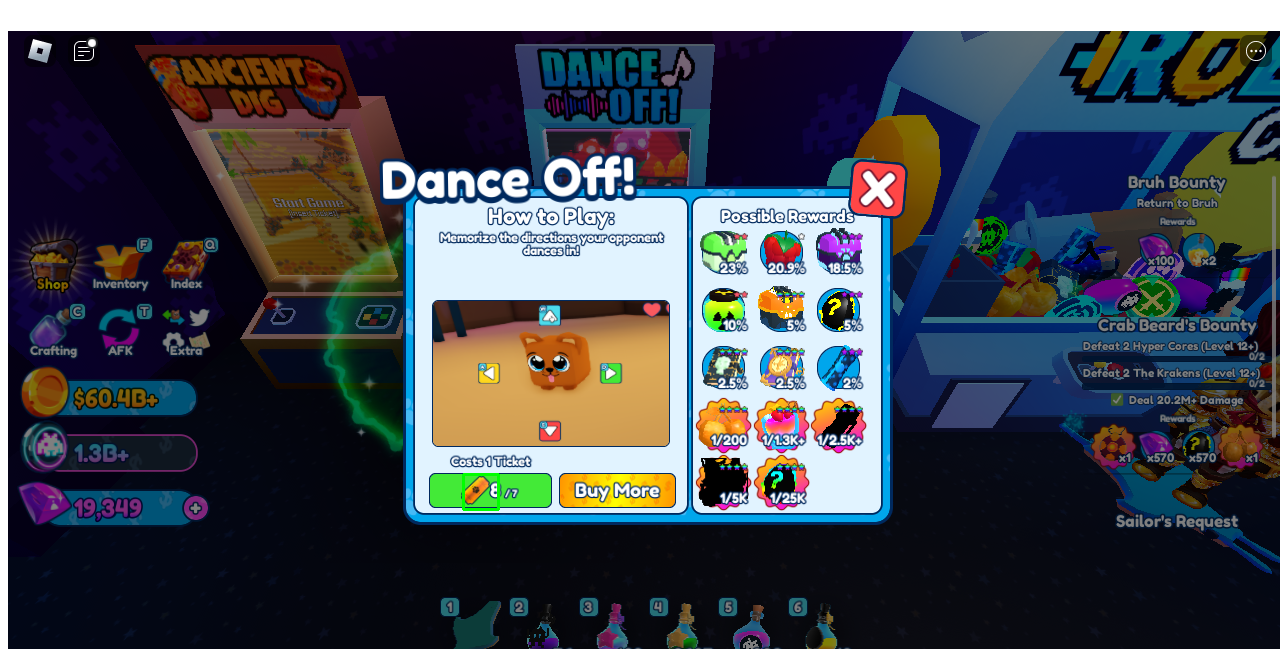 ANCIENT
DIG
DANCE
OFF!
Start Game
Dance Off!
How to Play:
Memorize the directions your opponent
dances in!
Costs 1 Ticket
8 /7
Buy More
Possible Rewards
23%
20.9%
18.5%
10%
5%
?
5%
2.5%
2.5%
2%
1/200
1/1.3K+
1/2.5K+
1/5K
?
1/25K
F
Q
Shop
Inventory
Index
C
T
Crafting
AFK
Extra
$60.4B+
1.3B+
19,349
+
Bruh Bounty
Return to Bruh
Rewards
x100
x2
Crab Beard's Bounty
Defeat 2 Hyper Cores (Level 12+)
0/2
Defeat 2 The Krakens (Level 12+)
0/2
Deal 20.2M+ Damage
Rewards
x1
x570
?
x570
x1
Sailor's Request
1
2
3
4
5
6